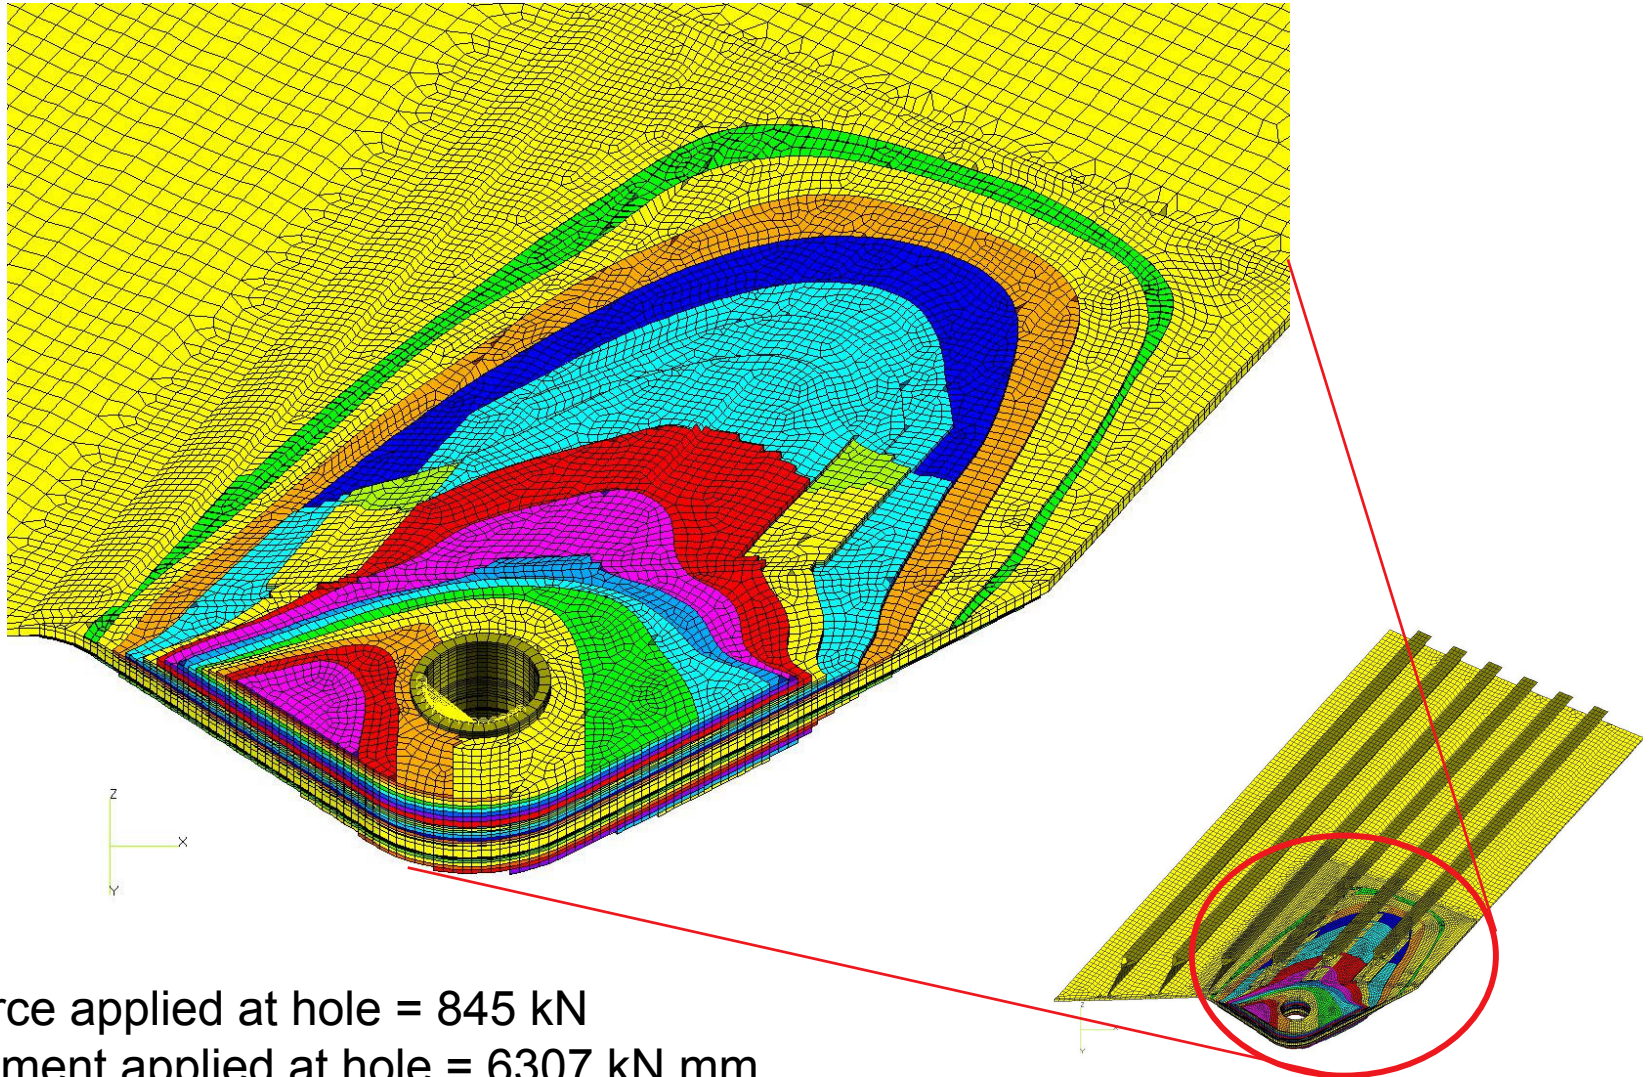 Z
X
Y
Z
Y
rce applied at hole = 845 kN
ment applied at hole = 6307 kN mm